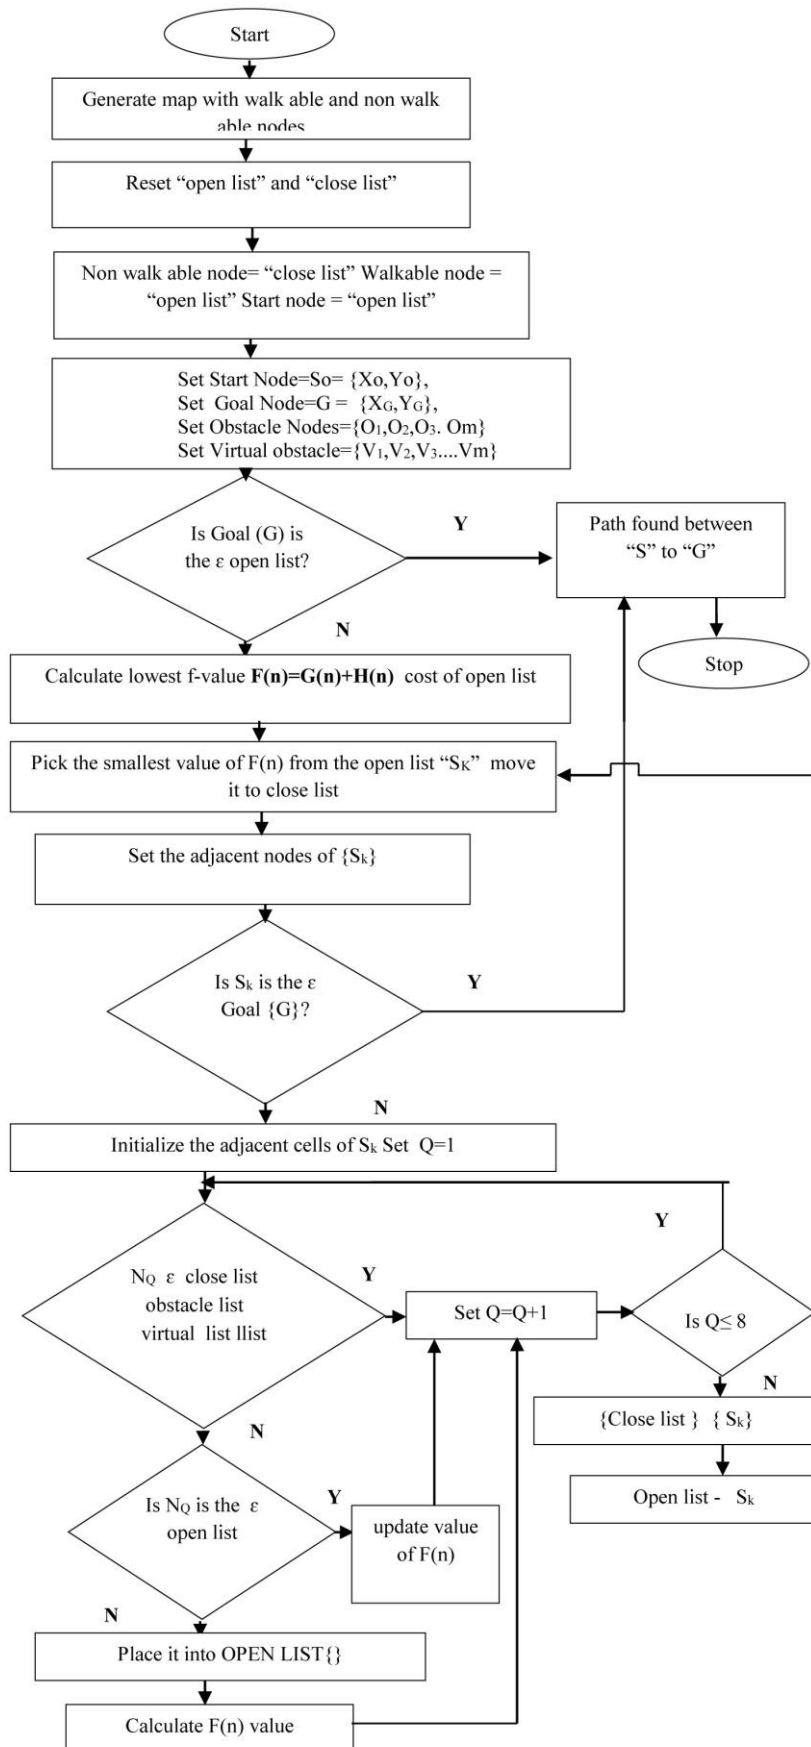 Start
Generate map with walk able and non walk
able nodes
Reset “open list” and “close list”
Non walk able node= “close list” Walkable node =
“open list” Start node = “open list”
Set Start Node=So= {Xo,Yo},
Set Goal Node=G = {XG,YG},
Set Obstacle Nodes={O1,O2,O3. Om}
Set Virtual obstacle={V1,V2,V3....Vm}
Is Goal (G) is
the ε open list?
Y
Path found between
“S” to “G”
N
Stop
Calculate lowest f-value F(n)=G(n)+H(n) cost of open list
Pick the smallest value of F(n) from the open list “SK” move
it to close list
Set the adjacent nodes of {Sk}
Is Sk is the ε
Goal {G}?
Y
N
Initialize the adjacent cells of Sk Set Q=1
NQ ε close list
obstacle list
virtual list llist
Y
Set Q=Q+1
Y
Is Q≤ 8
N
{Close list } { Sk}
Open list - Sk
N
Is NQ is the ε
open list
Y
update value
of F(n)
N
Place it into OPEN LIST{}
Calculate F(n) value